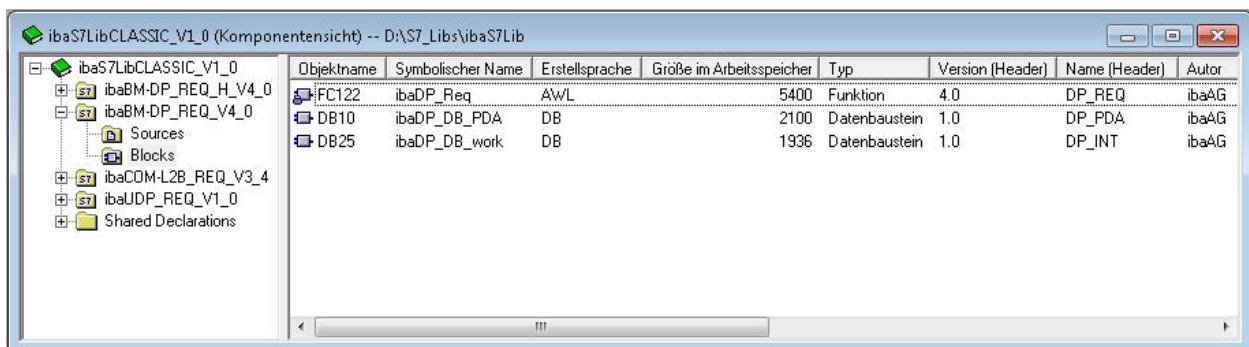 ibaS7LibCLASSIC_V1_0 (Komponentensicht) -- D:\S7_Libs\ibaS7Lib
ibaS7LibCLASSIC_V1_0
ibaBM-DP_REQ_H_V4_0
ibaBM-DP_REQ_V4_0
Sources
Blocks
ibaCOM-L2B_REQ_V3_4
ibaUDP_REQ_V1_0
Shared Declarations
Objektname Symbolischer Name Erstellsprache Größe im Arbeitsspeicher Typ Version (Header) Name (Header) Autor
FC122 ibaDP_Req AWL 5400 Funktion 4.0 DP_REQ ibaAG
DB10 ibaDP_DB_PDA DB 2100 Datenbaustein 1.0 DP_PDA ibaAG
DB25 ibaDP_DB_work DB 1936 Datenbaustein 1.0 DP_INT ibaAG